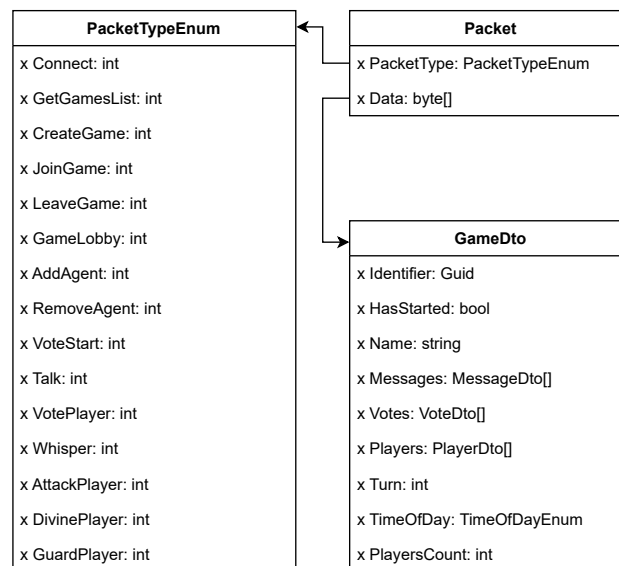 PacketTypeEnum
x Connect: int
x GetGamesList: int
x CreateGame: int
x JoinGame: int
x LeaveGame: int
x GameLobby: int
x AddAgent: int
x RemoveAgent: int
x VoteStart: int
x Talk: int
x VotePlayer: int
x Whisper: int
x AttackPlayer: int
x DivinePlayer: int
x GuardPlayer: int
Packet
x PacketType: PacketTypeEnum
x Data: byte[]
GameDto
x Identifier: Guid
x HasStarted: bool
x Name: string
x Messages: MessageDto[]
x Votes: VoteDto[]
x Players: PlayerDto[]
x Turn: int
x TimeOfDay: TimeOfDayEnum
x PlayersCount: int